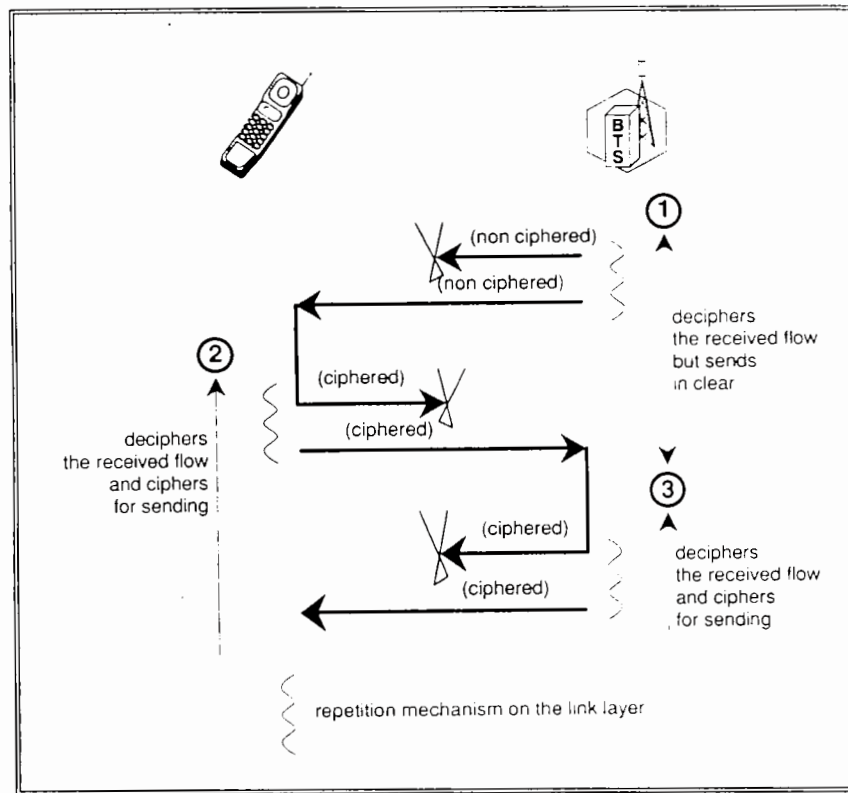 BTS
1
(non ciphered)
(non ciphered)
deciphers
the received flow
but sends
in clear
2
(ciphered)
(ciphered)
deciphers
the received flow
and ciphers
for sending
3
(ciphered)
deciphers
the received flow
and ciphers
for sending
(ciphered)
repetition mechanism on the link layer